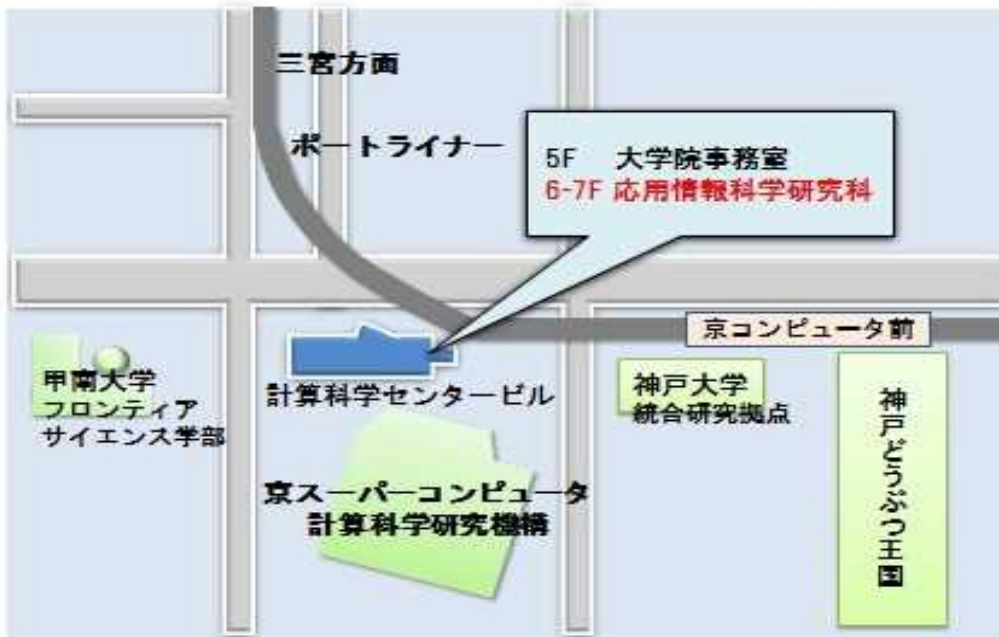 三宮方面
ポートライナー
5F 大学院事務室
6-7F 応用情報科学研究科
京コンピュータ前
甲南大学
フロンティア
サイエンス学部
計算科学センタービル
神戸大学
統合研究拠点
神戸どうぶつ王国
京スーパーコンピュータ
計算科学研究機構